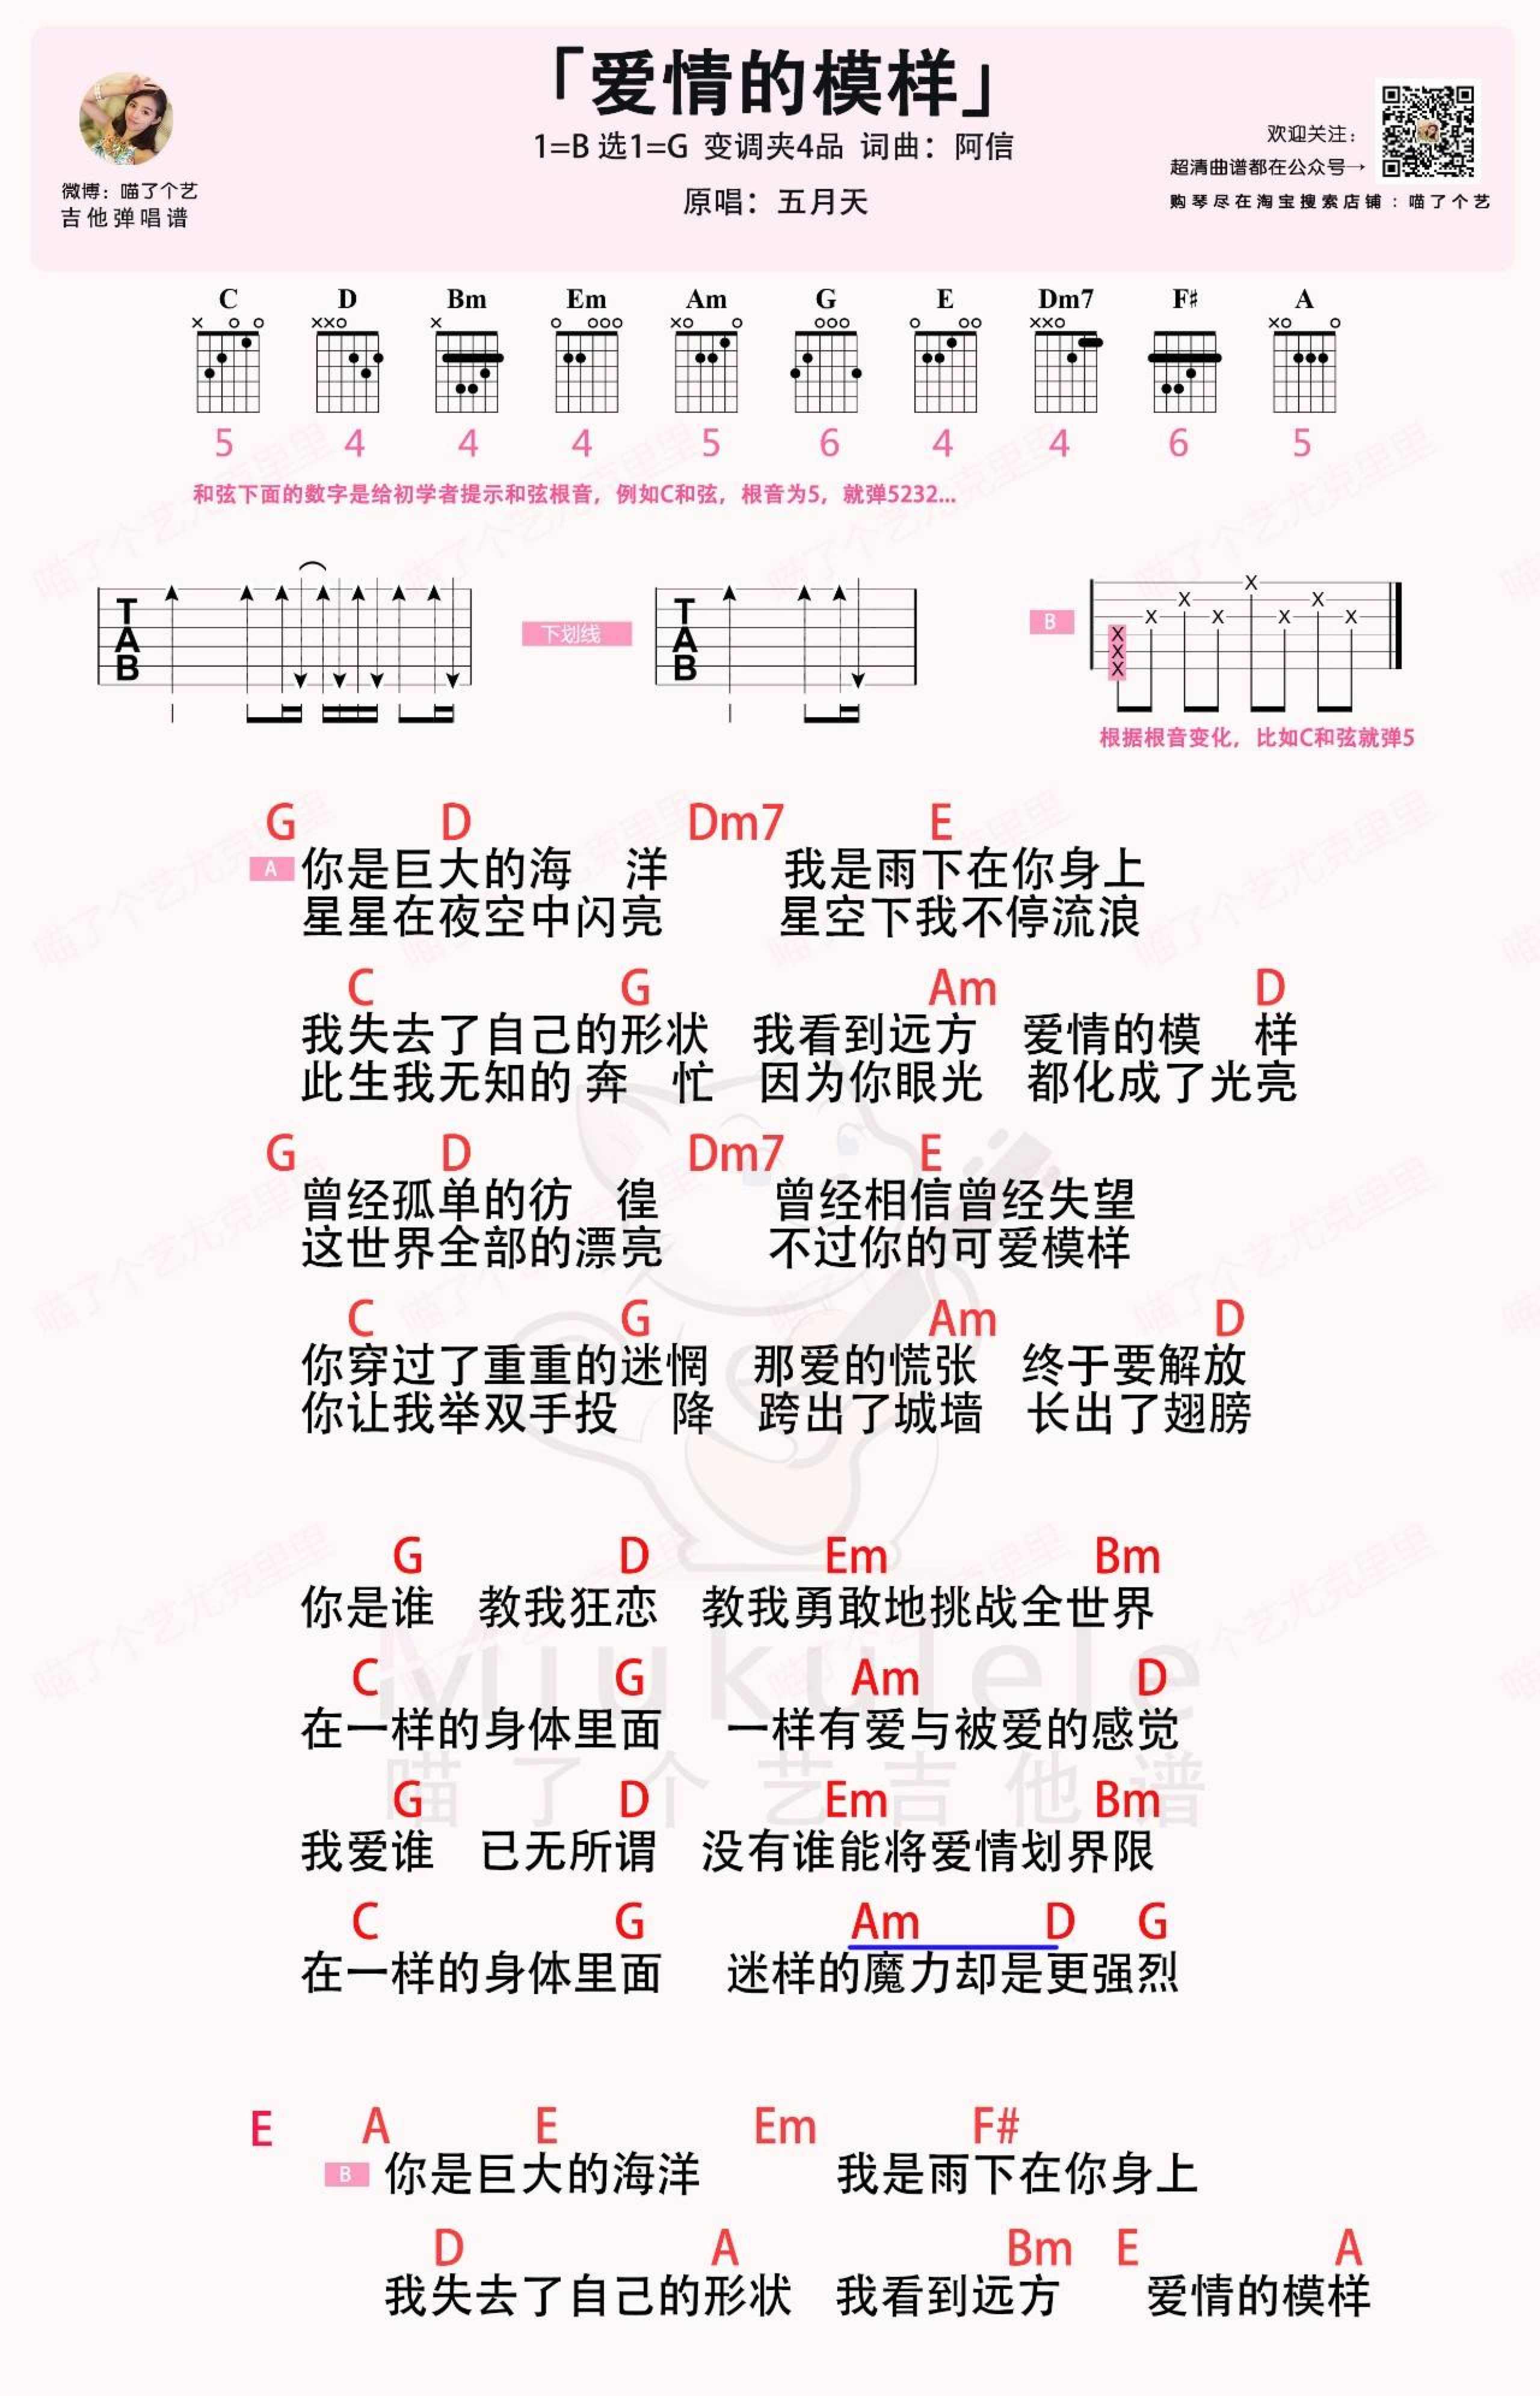 「爱情的模样」
1=B 选1=G 变调夹4品 词曲：阿信
原唱：五月天
微博：喵了个艺
吉他弹唱谱
欢迎关注：
超清曲谱都在公众号→
购琴尽在淘宝搜索店铺：喵了个艺
C D Bm Em Am G E Dm7 F♯ A
5 4 4 4 5 6 4 4 6 5
和弦下面的数字是给初学者提示和弦根音，例如C和弦，根音为5，就弹5232...
TAB 下划线 TAB B
根据根音变化，比如C和弦就弹5
G D Dm7 E
A 你是巨大的海 洋 我是雨下在你身上
星星在夜空中闪亮 星空下我不停流浪
C G Am D
我失去了自己的形状 我看到远方 爱情的模 样
此生我无知的 奔 忙 因为你眼光 都化成了光亮
G D Dm7 E
曾经孤单的彷 徨 曾经相信曾经失望
这世界全部的漂亮 不过你的可爱模样
C G Am D
你穿过了重重的迷惘 那爱的慌张 终于要解放
你让我举双手投 降 跨出了城墙 长出了翅膀
G D Em Bm
你是谁 教我狂恋 教我勇敢地挑战全世界
C G Am D
在一样的身体里面 一样有爱与被爱的感觉
G D Em Bm
我爱谁 已无所谓 没有谁能将爱情划界限
C G Am D G
在一样的身体里面 迷样的魔力却是更强烈
E A E Em F#
B 你是巨大的海洋 我是雨下在你身上
D A Bm E A
我失去了自己的形状 我看到远方 爱情的模样
Miukulele
喵了个艺吉他谱
喵了个艺尤克里里